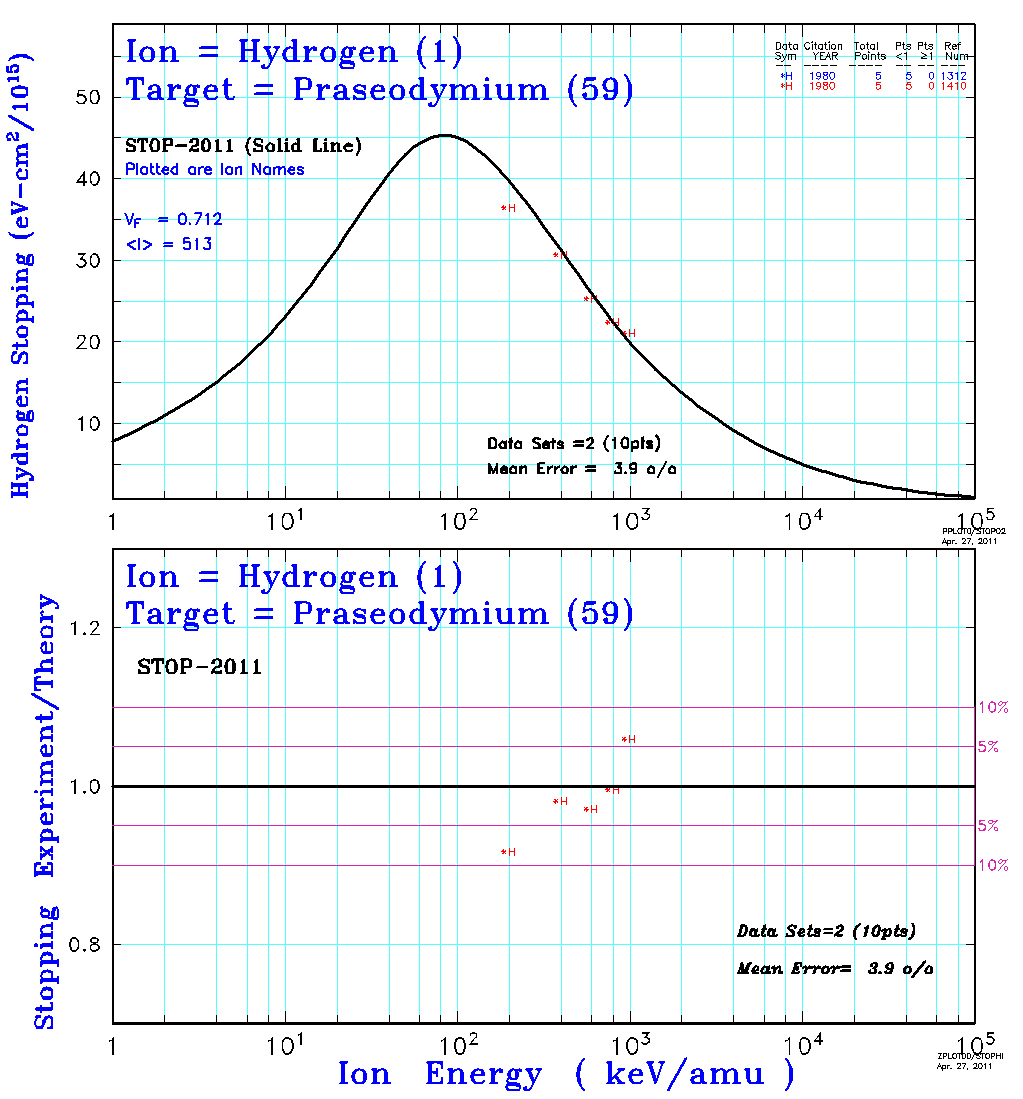 Ion = Hydrogen (1)
Target = Praseodymium (59)
STOP-2011 (Solid Line)
Plotted are Ion Names
VF = 0.712
<I> = 513
Data Citation Total Pts Pts Ref
Sym YEAR Points <1 ≥1 Num
*H 1980 5 5 0 1312
*H 1980 5 5 0 1410
Hydrogen Stopping (eV-cm²/10¹⁵)
50
40
30
20
10
Data Sets =2 (10pts)
Mean Error = 3.9 o/o
*H
*H
*H
*H
*H
1 10¹ 10² 10³ 10⁴ 10⁵
PPLOTQ/STOP02
Apr. 27, 2011
Ion = Hydrogen (1)
Target = Praseodymium (59)
STOP-2011
Stopping Experiment/Theory
1.2
1.0
0.8
10%
5%
5%
10%
*H
*H
*H
*H
*H
Data Sets=2 (10pts)
Mean Error= 3.9 o/o
1 10¹ 10² 10³ 10⁴ 10⁵
Ion Energy ( keV/amu )
Apr. 27, 2011